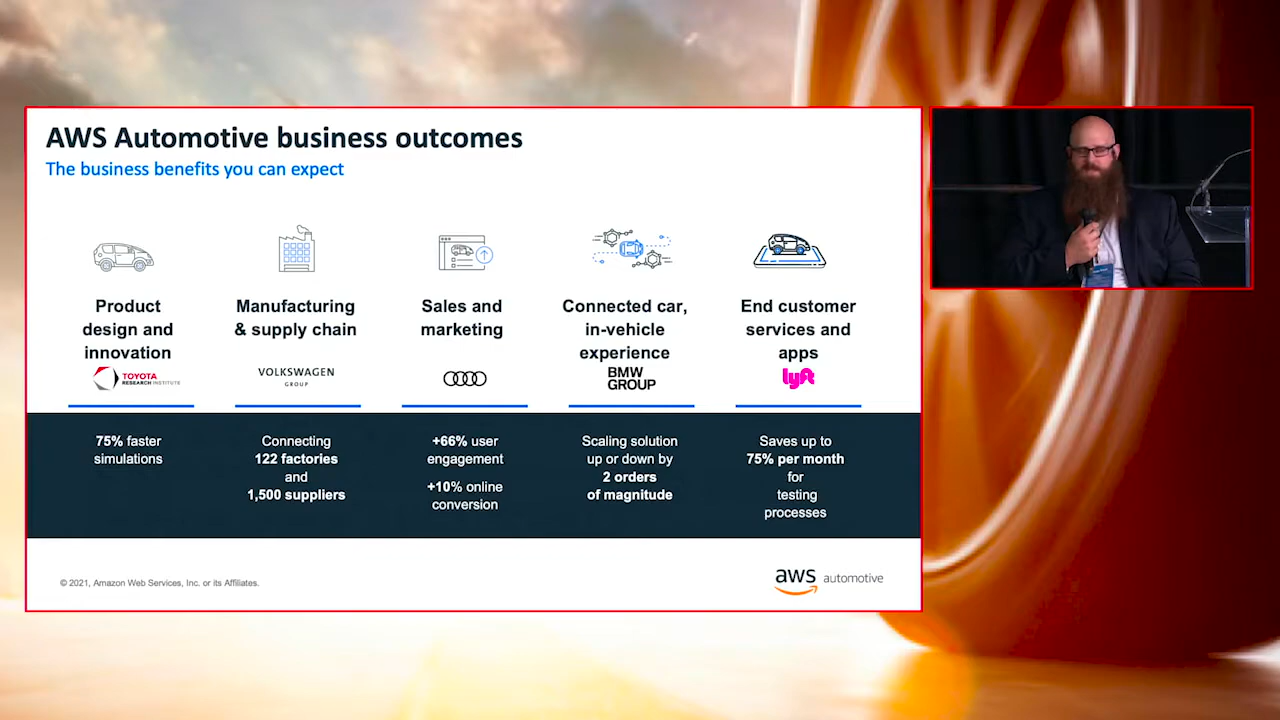 AWS Automotive business outcomes
The business benefits you can expect
Product
design and
innovation
TOYOTA
RESEARCH INSTITUTE
75% faster
simulations
Manufacturing
& supply chain
VOLKSWAGEN
GROUP
Connecting
122 factories
and
1,500 suppliers
Sales and
marketing
+66% user
engagement
+10% online
conversion
Connected car,
in-vehicle
experience
BMW
GROUP
Scaling solution
up or down by
2 orders
of magnitude
End customer
services and
apps
lyft
Saves up to
75% per month
for
testing
processes
© 2021, Amazon Web Services, Inc. or its Affiliates.
aws automotive